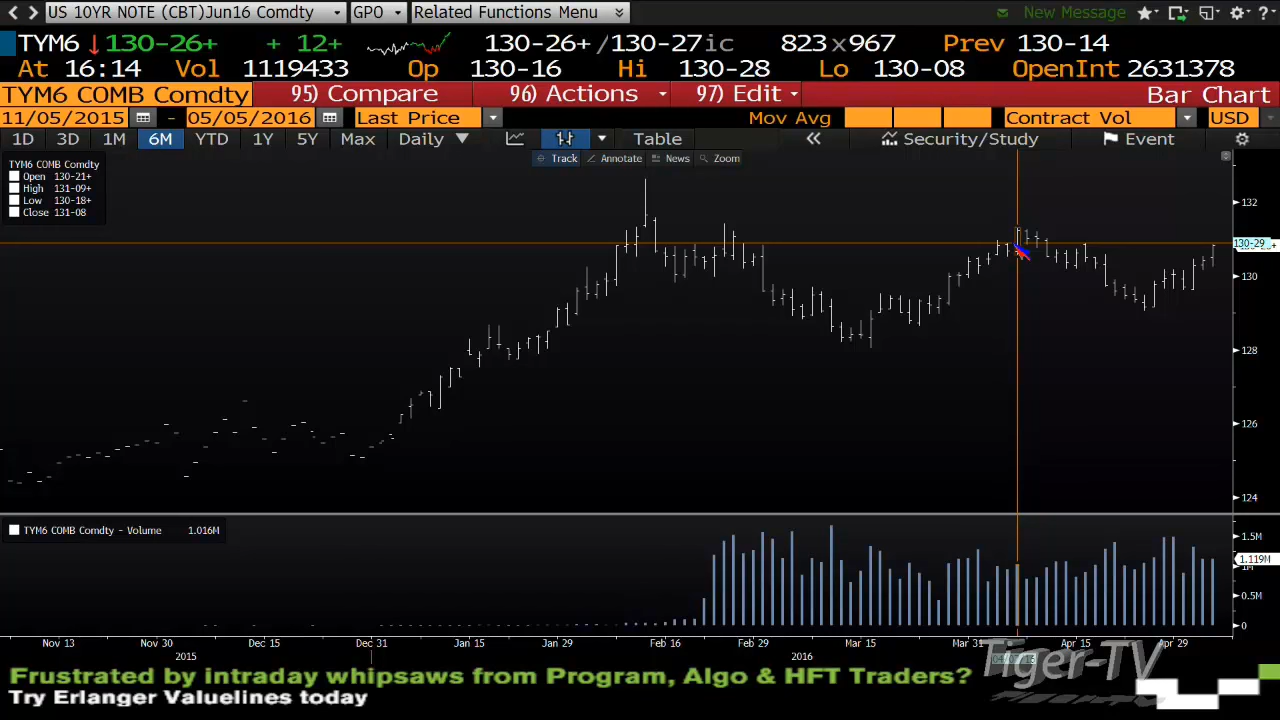 US 10YR NOTE (CBT)Jun16 Comdty GPO Related Functions Menu New Message
TYM6 ↓130-26+ + 12+ 130-26+/130-27ic 823x967 Prev 130-14
At 16:14 Vol 1119433 Op 130-16 Hi 130-28 Lo 130-08 OpenInt 2631378
TYM6 COMB Comdty 95) Compare 96) Actions 97) Edit Bar Chart
11/05/2015 - 05/05/2016 Last Price Mov Avg Contract Vol USD
1D 3D 1M 6M YTD 1Y 5Y Max Daily Table Security/Study Event
Track Annotate News Zoom
TYM6 COMB Comdty
Open 130-21+
High 131-09+
Low 130-18+
Close 131-08
132
130-29
130
128
126
124
TYM6 COMB Comdty - Volume 1.016M
1.5M
1.119M
0.5M
0
Nov 13 Nov 30 Dec 15 Dec 31 Jan 15 Jan 29 Feb 16 Feb 29 Mar 15 Mar 31 Apr 15 Apr 29
2015 2016
Tiger-TV
Frustrated by intraday whipsaws from Program, Algo & HFT Traders?
Try Erlanger Valuelines today